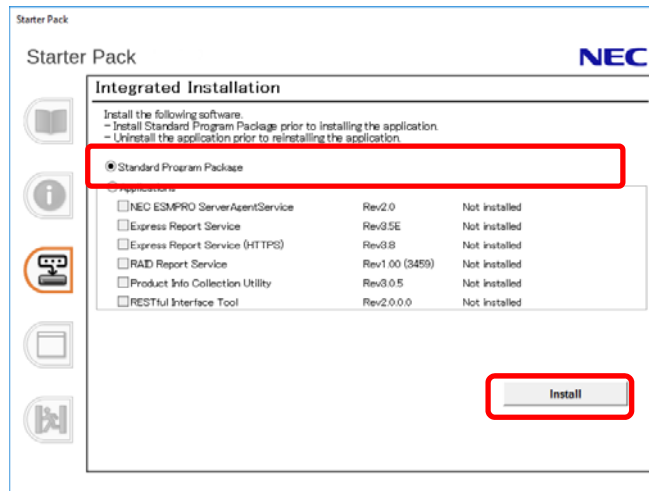 Starter Pack
Starter Pack NEC
Integrated Installation
Install the following software.
- Install Standard Program Package prior to installing the application.
- Uninstall the application prior to reinstalling the application.
Standard Program Package
Applications
NEC ESMPRO ServerAgentService Rev2.0 Not installed
Express Report Service Rev3.5E Not installed
Express Report Service (HTTPS) Rev3.8 Not installed
RAID Report Service Rev1.00 (3459) Not installed
Product Info Collection Utility Rev3.0.5 Not installed
RESTful Interface Tool Rev2.0.0.0 Not installed
Install